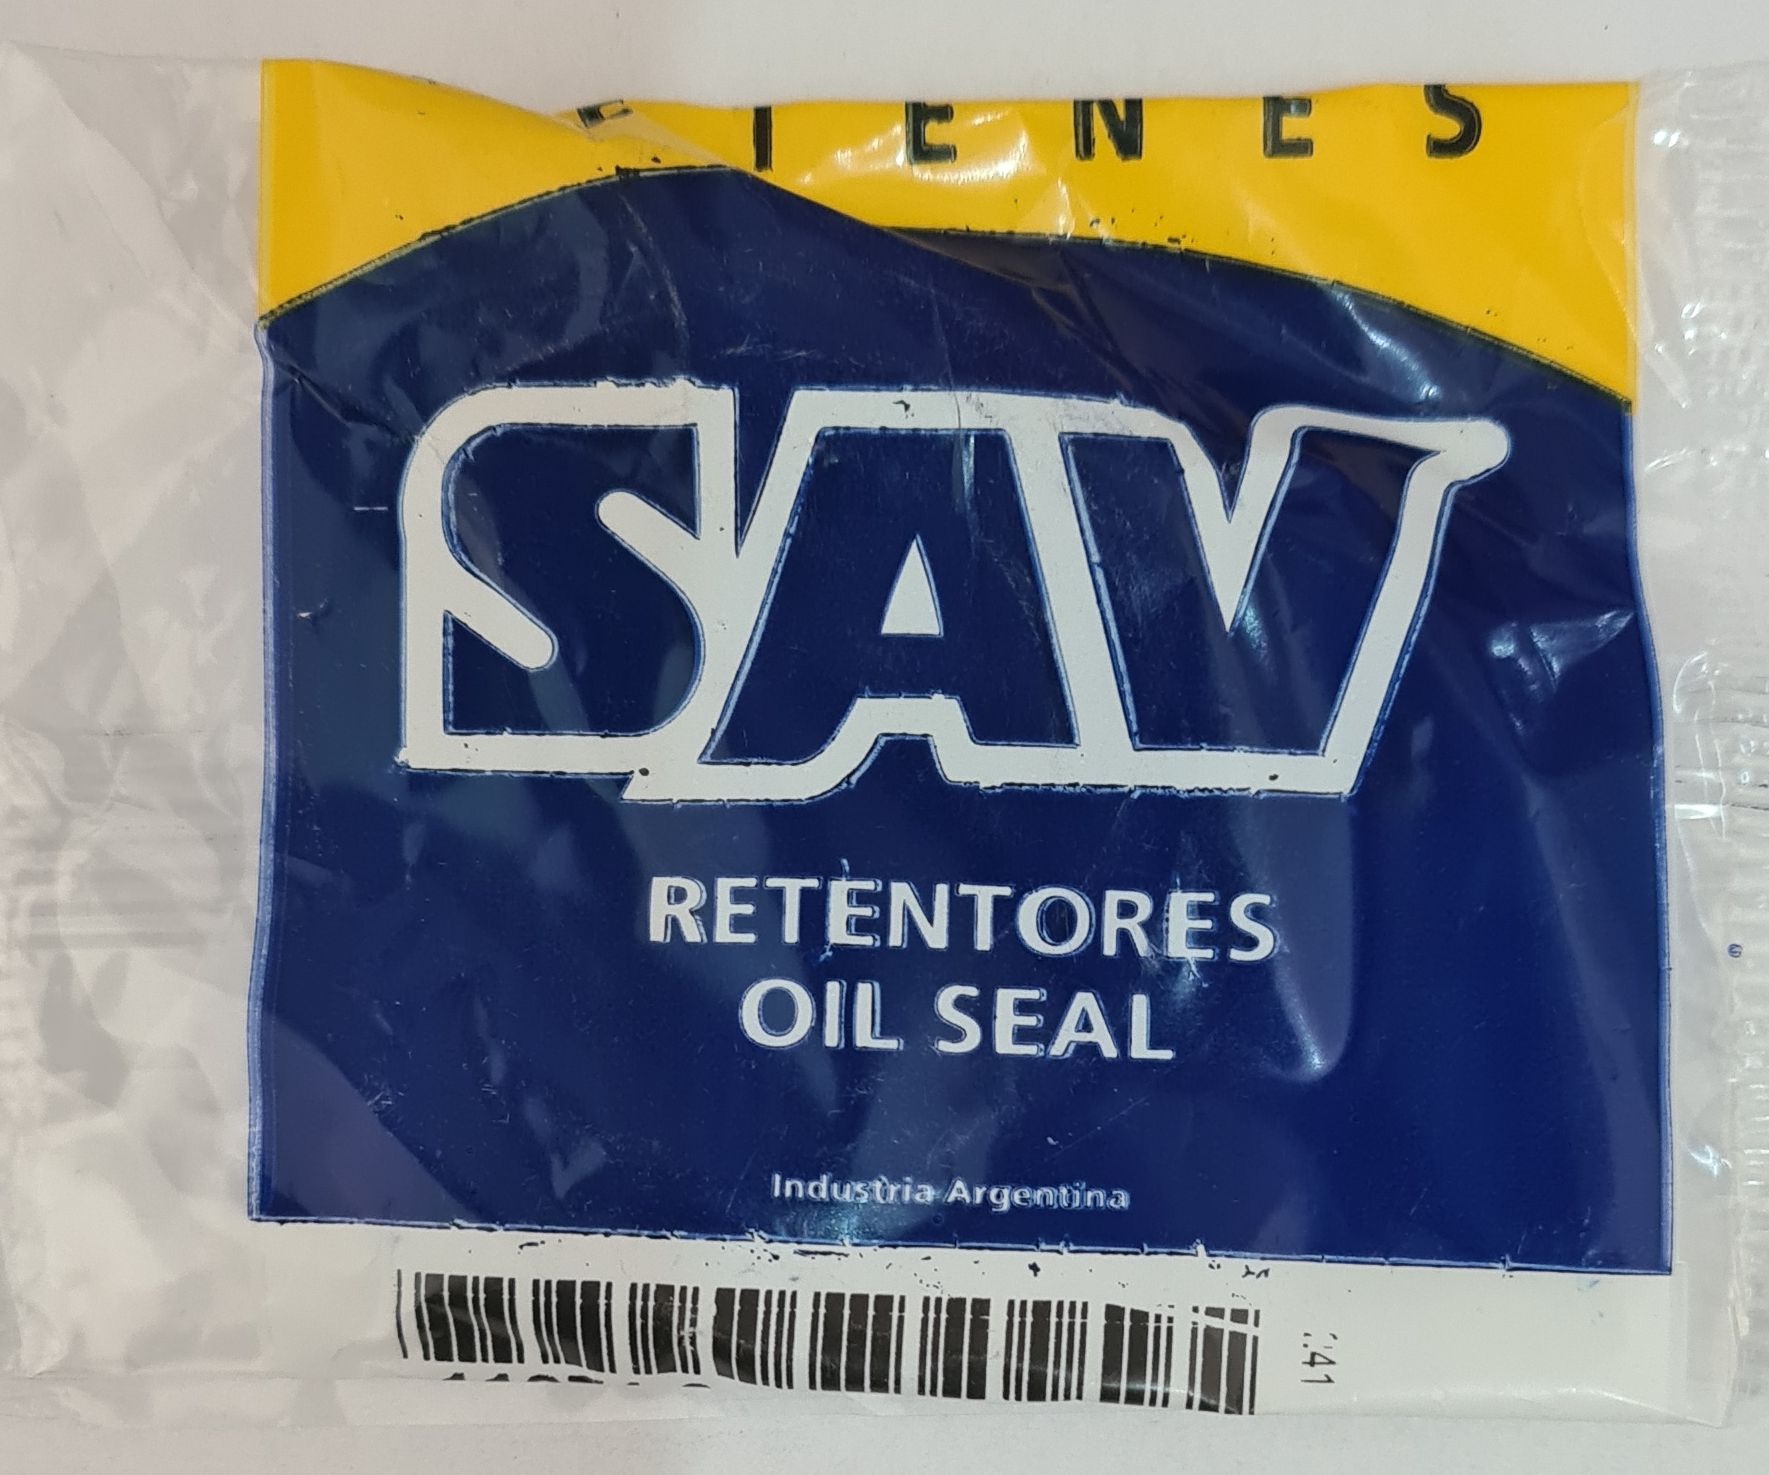 SAV
RETENTORES
OIL SEAL
Industria Argentina